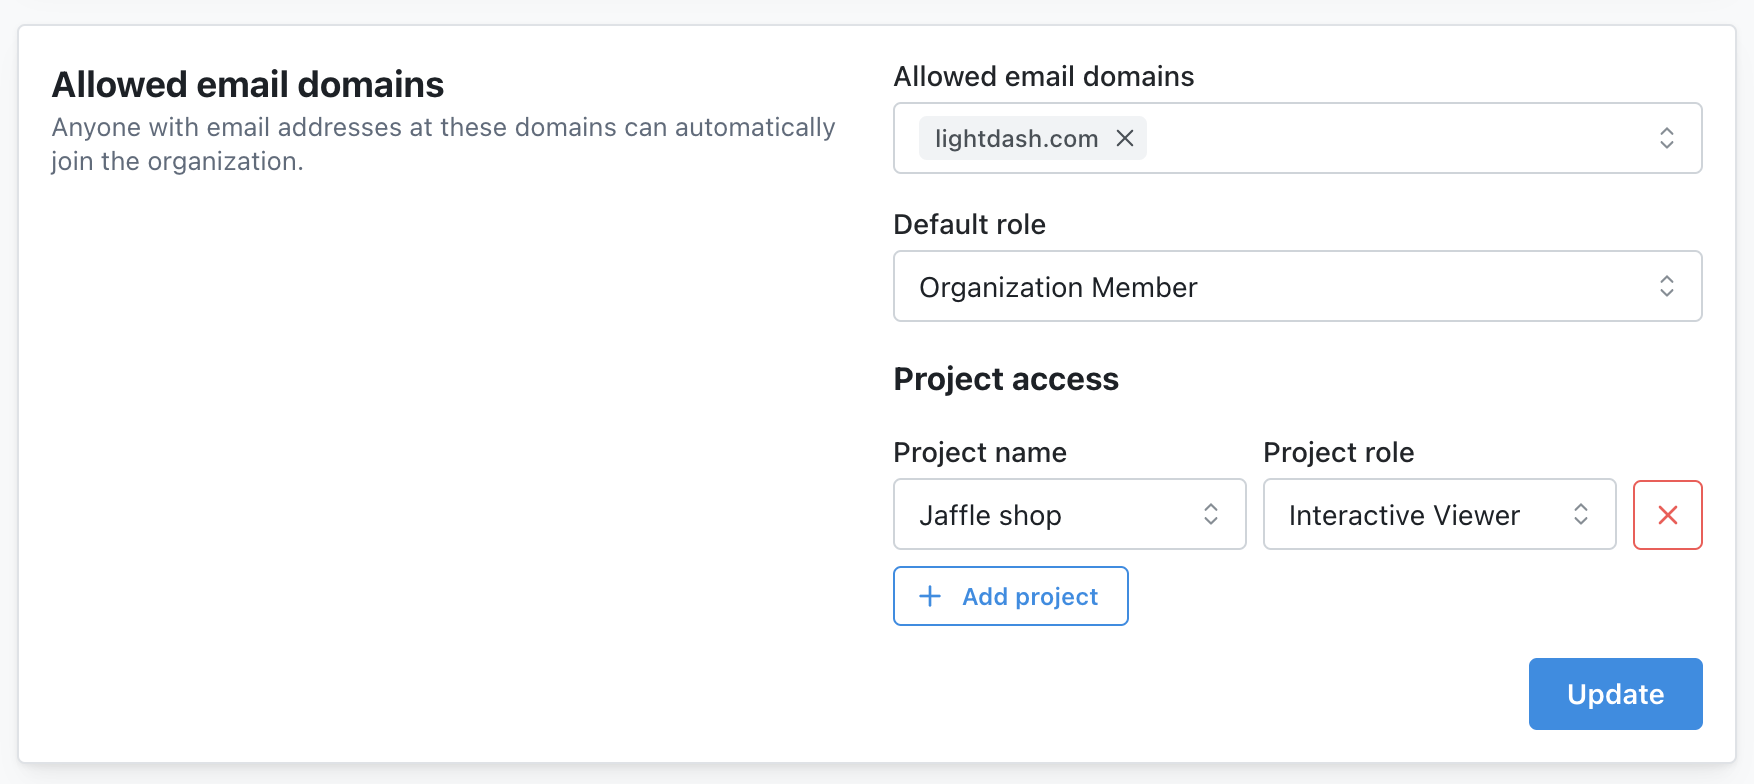 Allowed email domains
Anyone with email addresses at these domains can automatically
join the organization.
Allowed email domains
lightdash.com
Default role
Organization Member
Project access
Project name
Project role
Jaffle shop
Interactive Viewer
Add project
Update